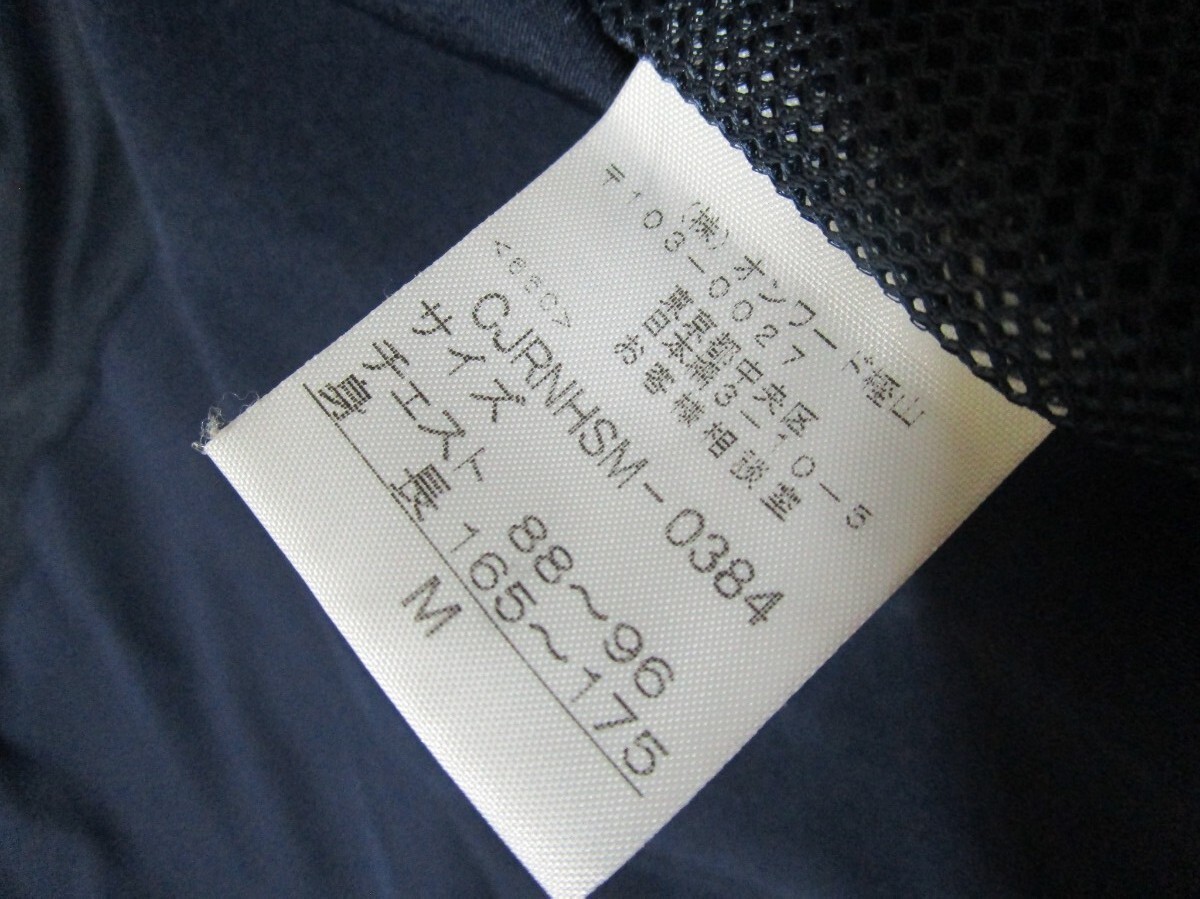 (株)オンワード樫山
〒103-0027
東京都中央区
日本橋3-10-5
お客様相談室
<660>
CJRNHSM-0384
サイズ
チェスト 88～96
身長 165～175
M